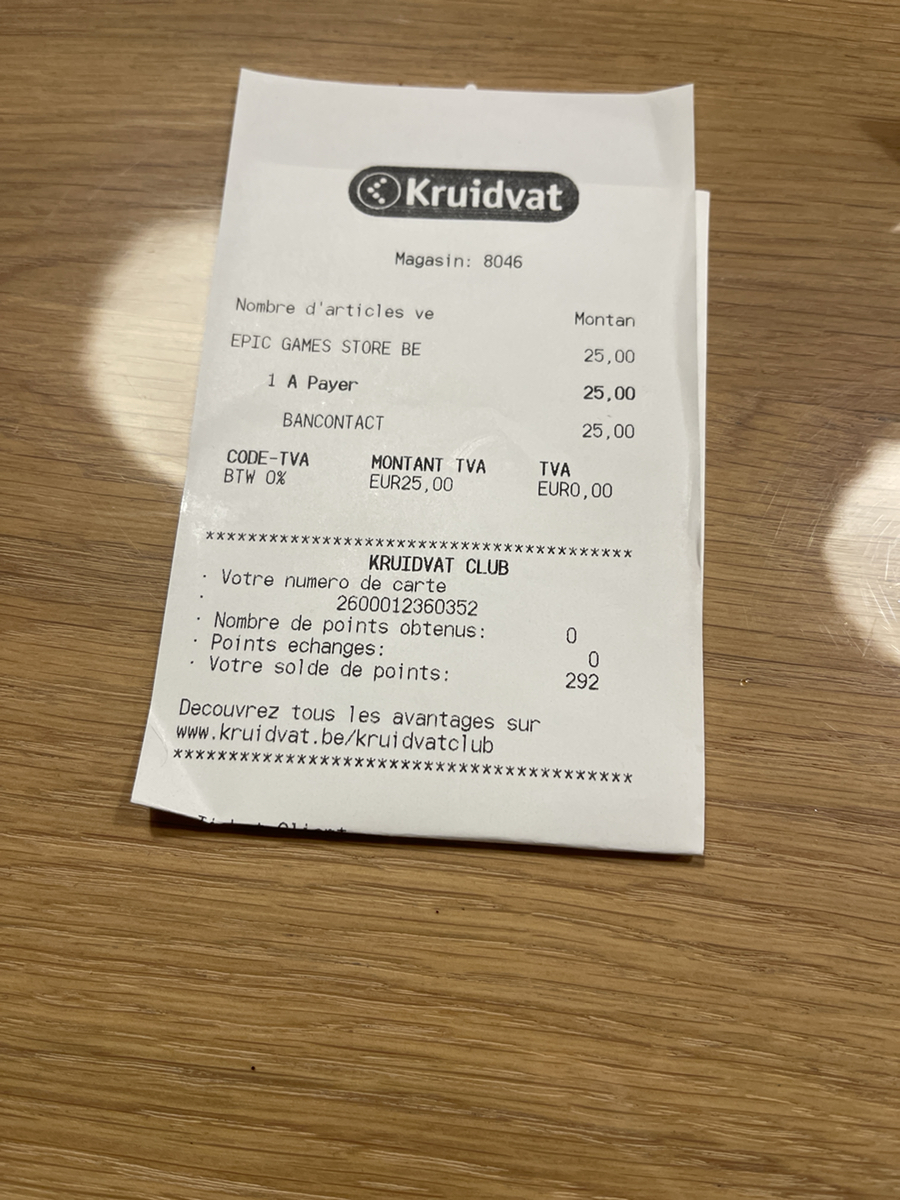 Kruidvat
Magasin: 8046
Nombre d'articles ve Montan
EPIC GAMES STORE BE 25,00
1 A Payer 25,00
BANCONTACT 25,00
CODE-TVA MONTANT TVA TVA
BTW 0% EUR25,00 EUR0,00
*****************************************
KRUIDVAT CLUB
· Votre numero de carte
· 2600012360352
· Nombre de points obtenus: 0
· Points echanges: 0
· Votre solde de points: 292
Decouvrez tous les avantages sur
www.kruidvat.be/kruidvatclub
*****************************************